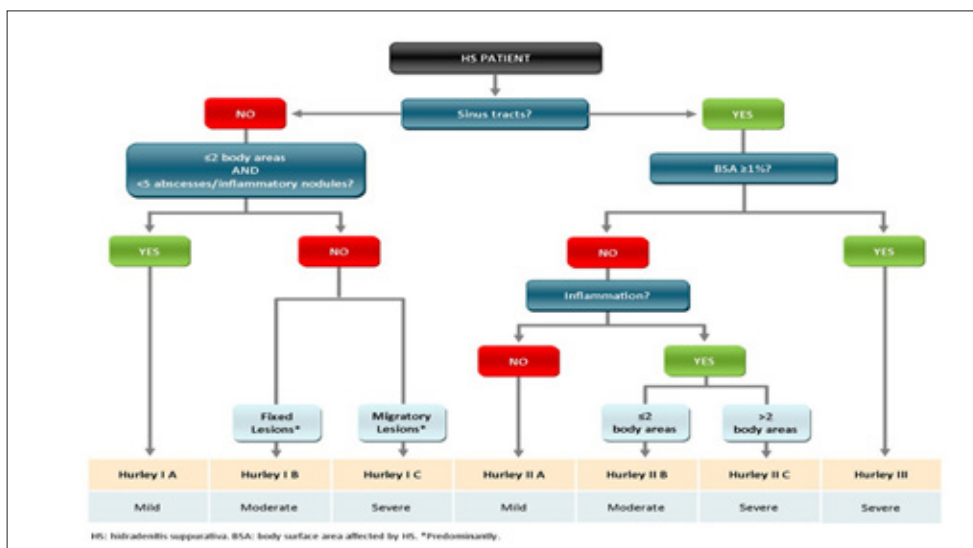 HS PATIENT
Sinus tracts?
NO
YES
≤2 body areas
AND
<5 abscesses/inflammatory nodules?
BSA ≥1%?
YES
NO
NO
YES
Inflammation?
NO
YES
Fixed
Lesions*
Migratory
Lesions*
≤2
body areas
>2
body areas
Hurley I A
Hurley I B
Hurley I C
Hurley II A
Hurley II B
Hurley II C
Hurley III
Mild
Moderate
Severe
Mild
Moderate
Severe
Severe
HS: hidradenitis suppurativa. BSA: body surface area affected by HS. *Predominantly.